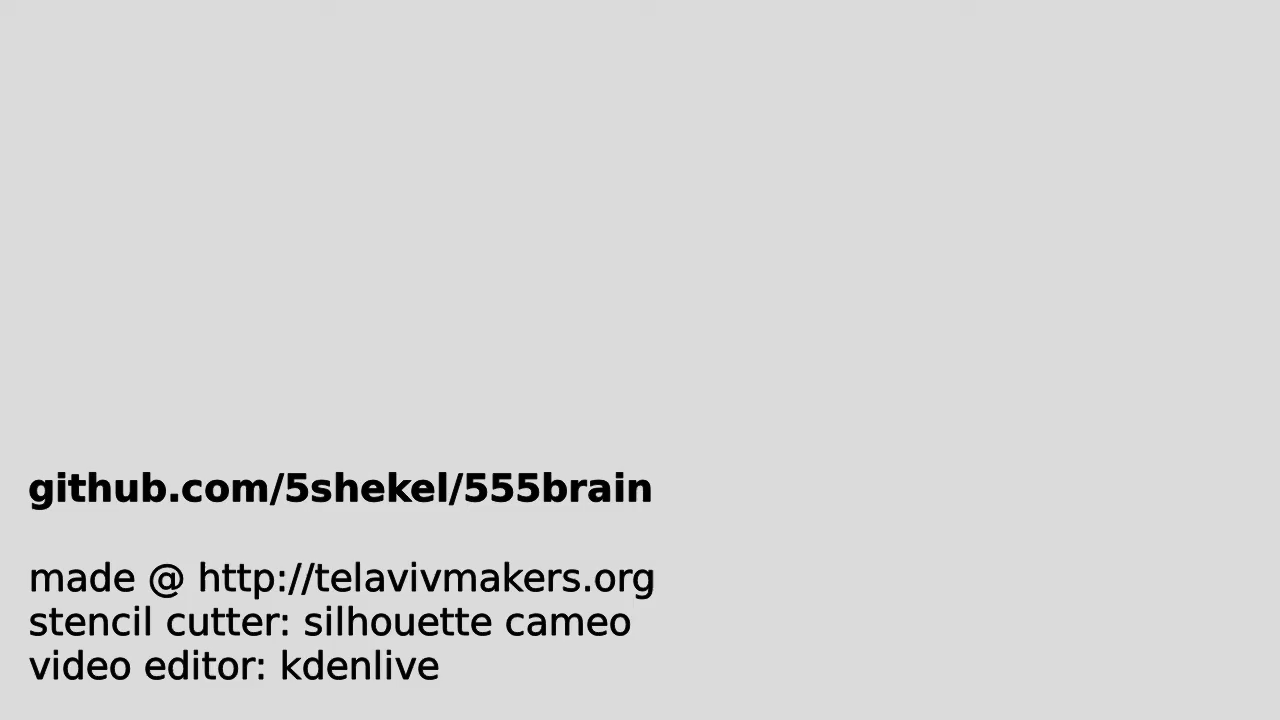 github.com/5shekel/555brain
made @ http://telavivmakers.org
stencil cutter: silhouette cameo
video editor: kdenlive